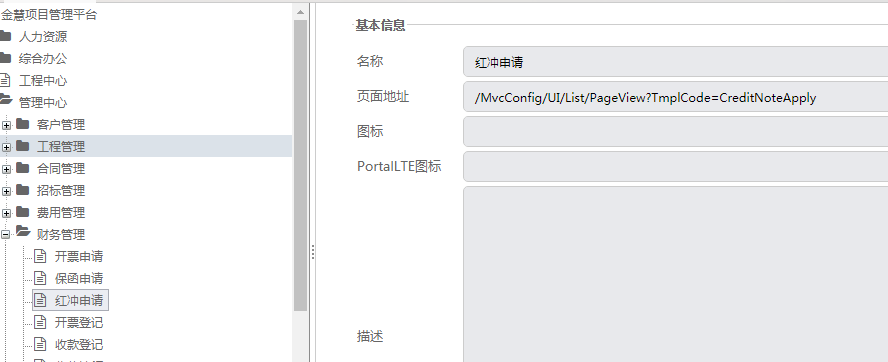 金慧项目管理平台
人力资源
综合办公
工程中心
管理中心
客户管理
工程管理
合同管理
招标管理
费用管理
财务管理
开票申请
保函申请
红冲申请
开票登记
收款登记
基本信息
名称
红冲申请
页面地址
/MvcConfig/UI/List/PageView?TmplCode=CreditNoteApply
图标
PortalLTE图标
描述